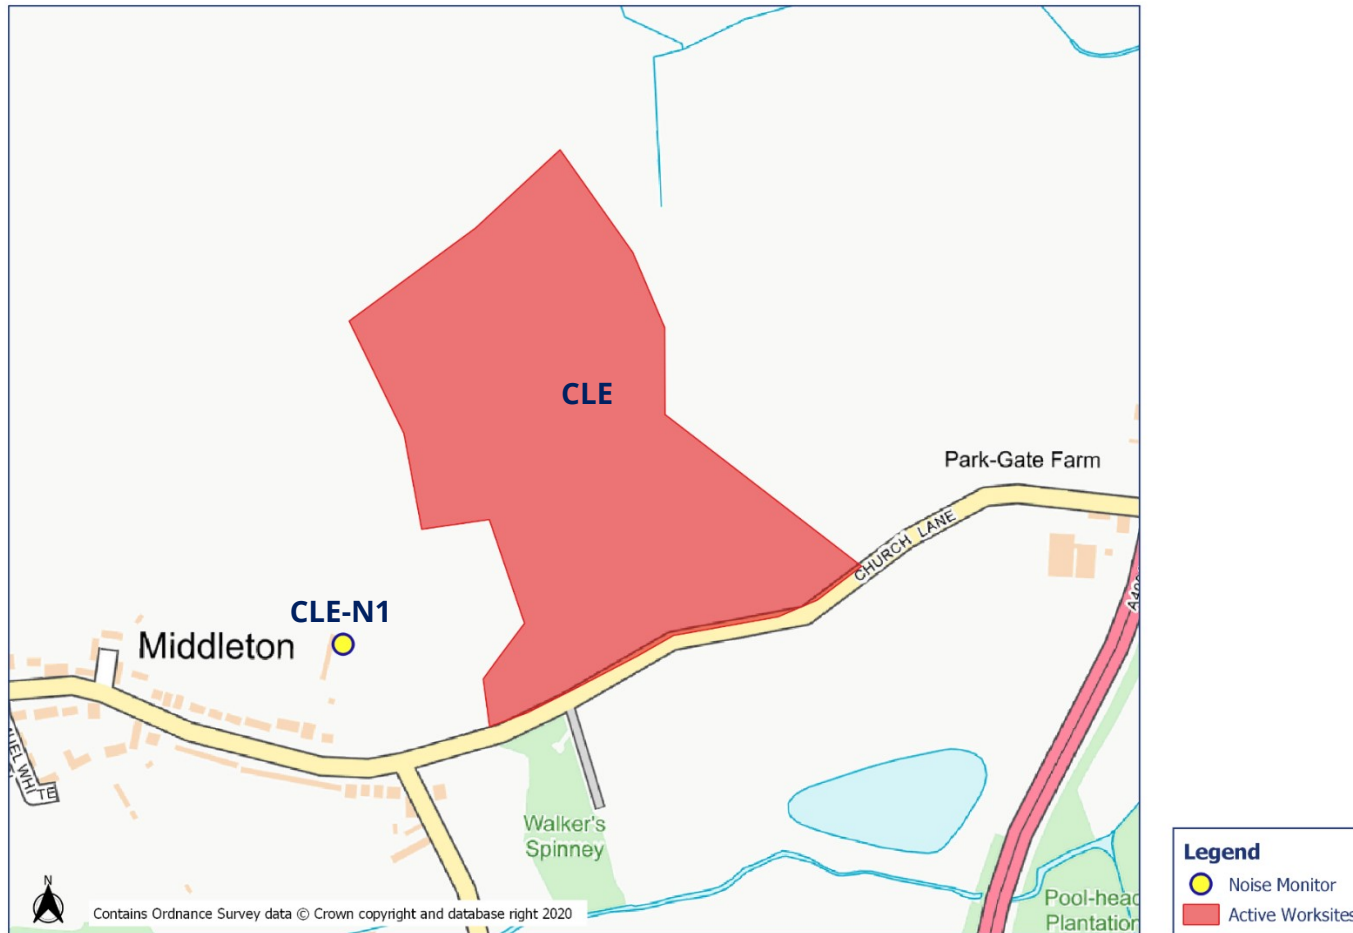 CLE
Park-Gate Farm
CHURCH LANE
CLE-N1
Middleton
Walker's
Spinney
Pool-head
Plantation
N
Contains Ordnance Survey data © Crown copyright and database right 2020
Legend
Noise Monitor
Active Worksites